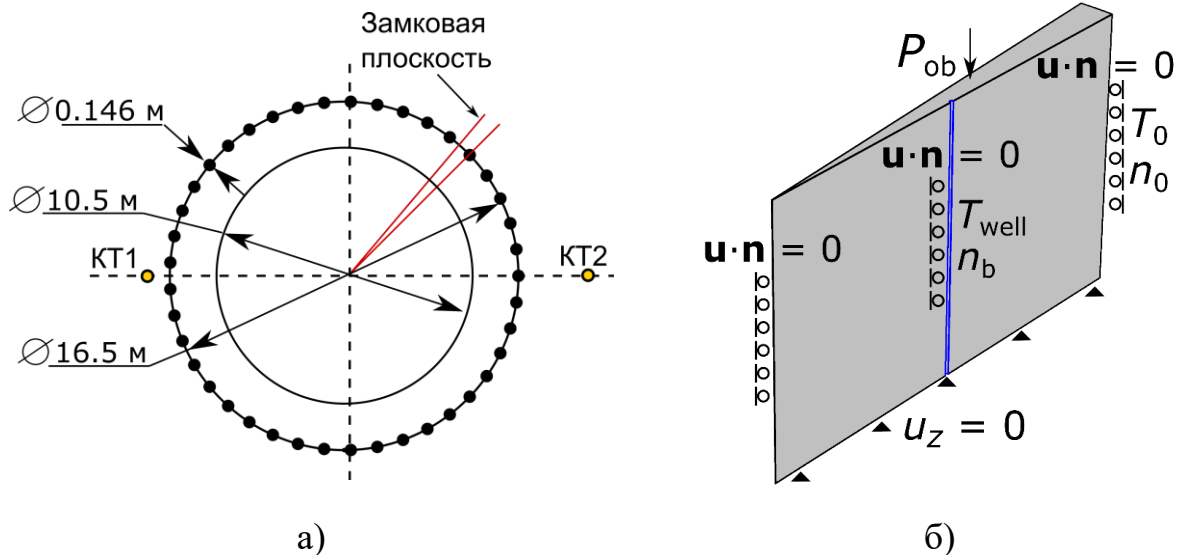 Замковая
плоскость
∅0.146 м
∅10.5 м
КТ1
КТ2
∅16.5 м
а)
P_ob
u·n = 0
T_0
n_0
u·n = 0
T_well
n_b
u·n = 0
u_z = 0
б)